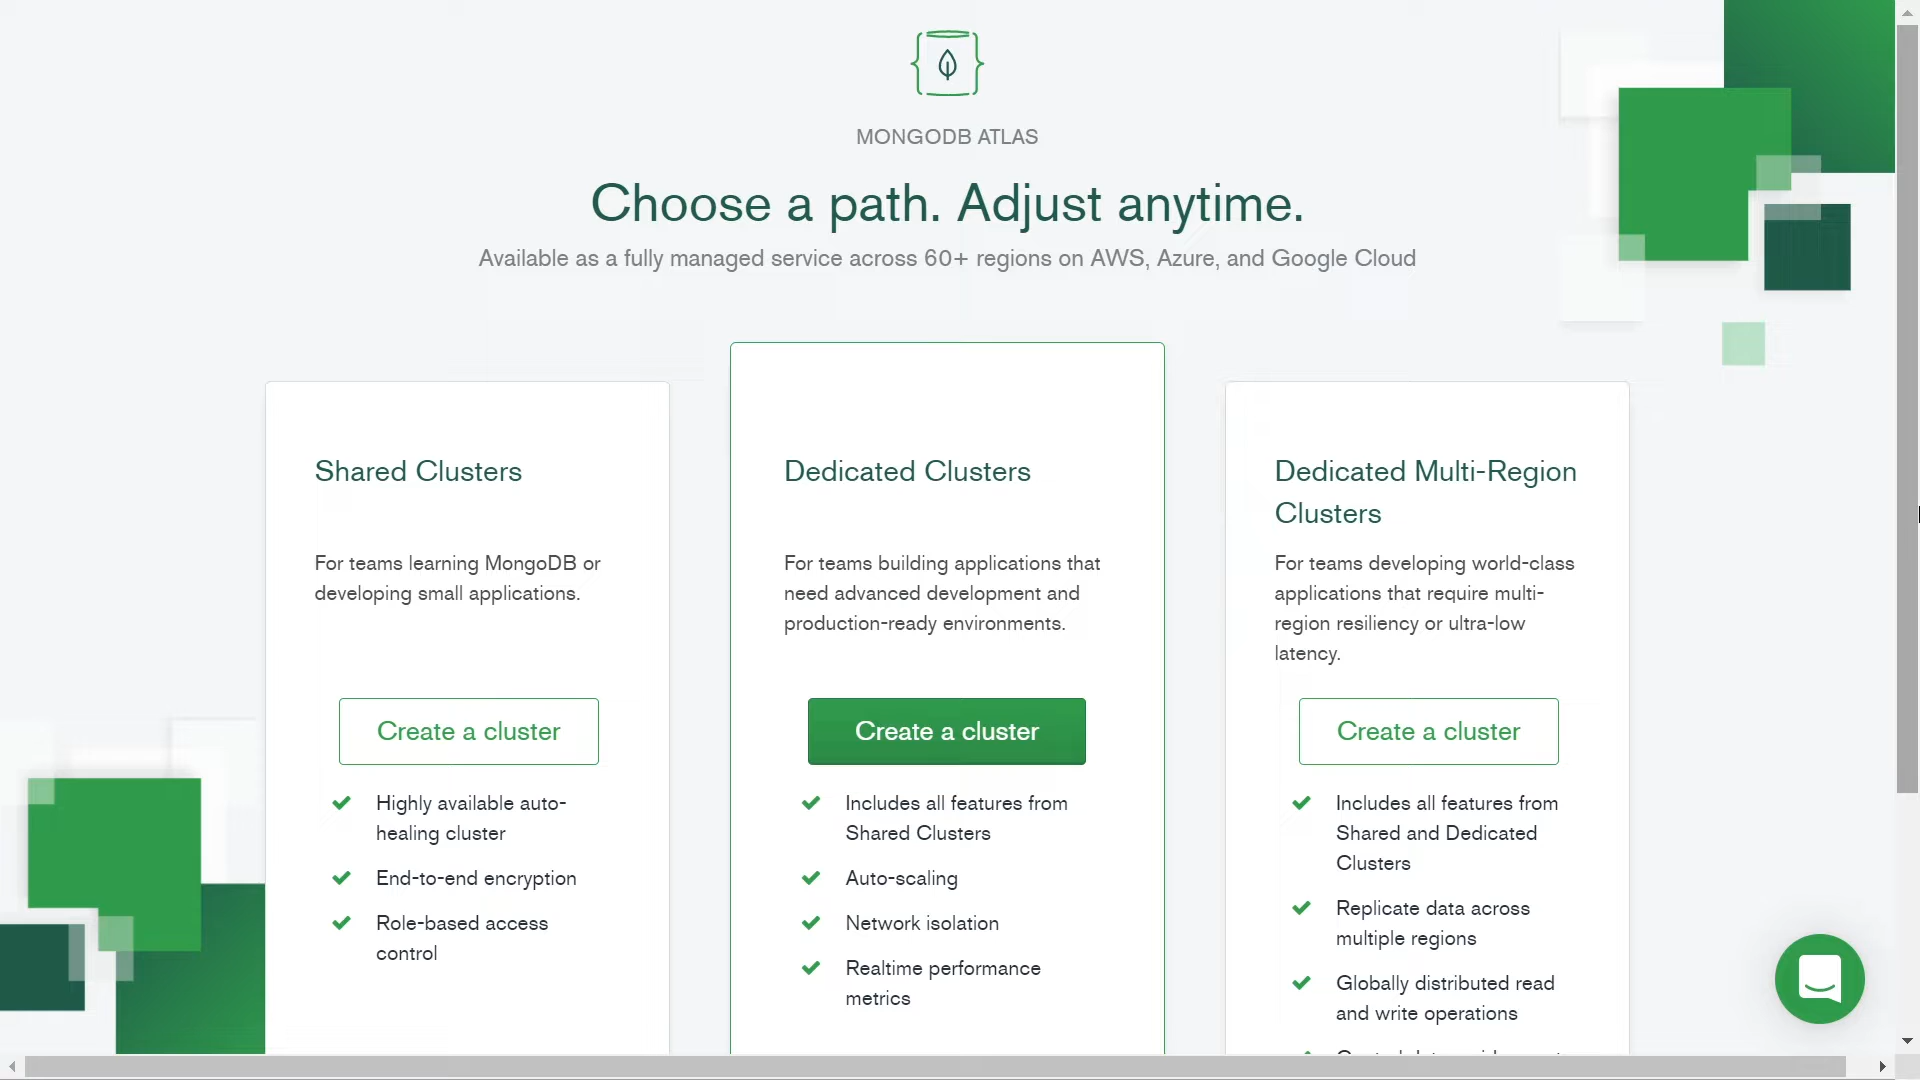 MONGODB ATLAS
Choose a path. Adjust anytime.
Available as a fully managed service across 60+ regions on AWS, Azure, and Google Cloud
Shared Clusters
For teams learning MongoDB or
developing small applications.
Create a cluster
Highly available auto-
healing cluster
End-to-end encryption
Role-based access
control
Dedicated Clusters
For teams building applications that
need advanced development and
production-ready environments.
Create a cluster
Includes all features from
Shared Clusters
Auto-scaling
Network isolation
Realtime performance
metrics
Dedicated Multi-Region
Clusters
For teams developing world-class
applications that require multi-
region resiliency or ultra-low
latency.
Create a cluster
Includes all features from
Shared and Dedicated
Clusters
Replicate data across
multiple regions
Globally distributed read
and write operations